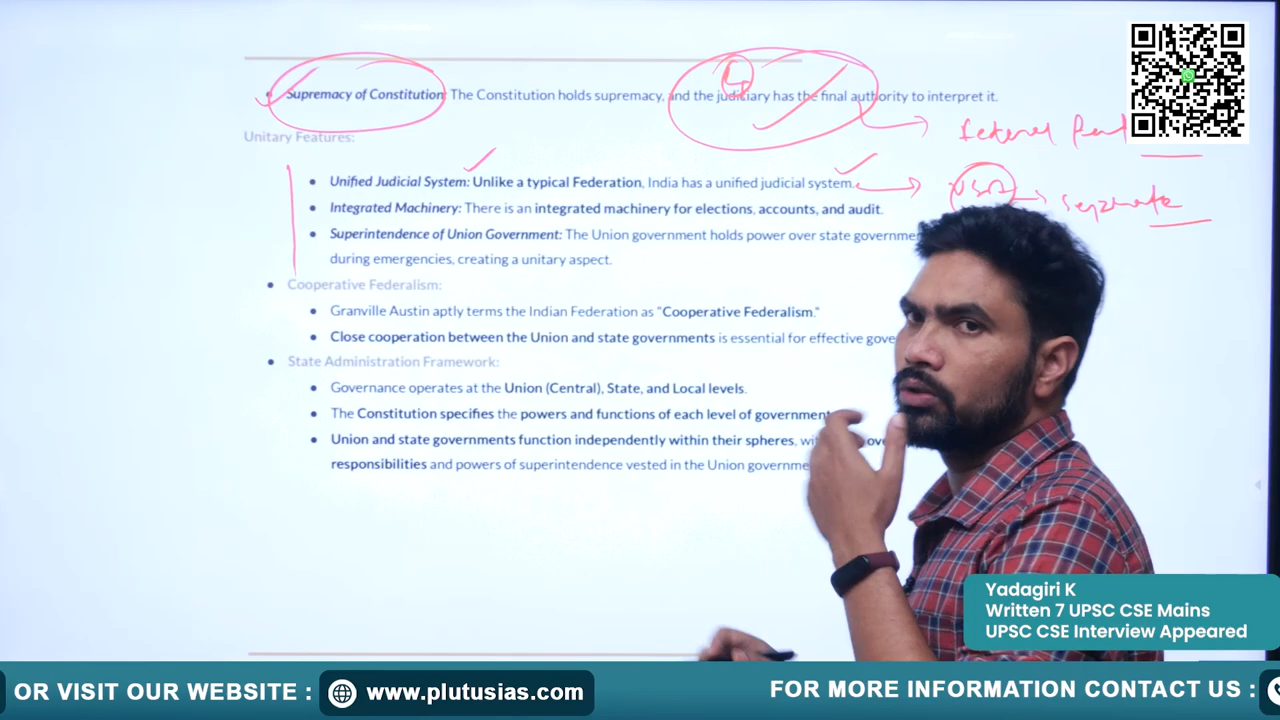 • Supremacy of Constitution: The Constitution holds supremacy, and the judiciary has the final authority to interpret it.
Unitary Features:
• Unified Judicial System: Unlike a typical Federation, India has a unified judicial system.
• Integrated Machinery: There is an integrated machinery for elections, accounts, and audit.
• Superintendence of Union Government: The Union government holds power over state
during emergencies, creating a unitary aspect.
• Cooperative Federalism:
• Granville Austin aptly terms the Indian Federation as "Cooperative Federalism."
• Close cooperation between the Union and state governments is essential for effective
• State Administration Framework:
• Governance operates at the Union (Central), State, and Local levels.
• The Constitution specifies the powers and functions of each level of government
• Union and state governments function independently within their spheres,
responsibilities and powers of superintendence vested in the Union
federal
USA
separate
Yadagiri K
Written 7 UPSC CSE Mains
UPSC CSE Interview Appeared
OR VISIT OUR WEBSITE : www.plutusias.com
FOR MORE INFORMATION CONTACT US :